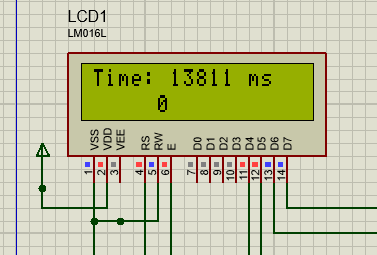 LCD1
LM016L
Time: 13811 ms
0
VSS VDD VEE RS RW E D0 D1 D2 D3 D4 D5 D6 D7
1 2 3 4 5 6 7 8 9 10 11 12 13 14